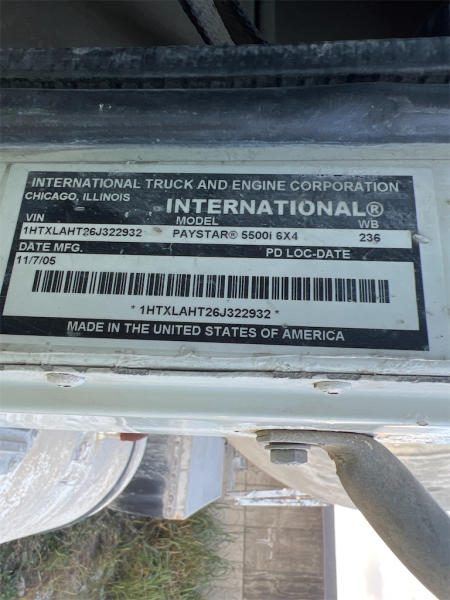 INTERNATIONAL TRUCK AND ENGINE CORPORATION
CHICAGO, ILLINOIS INTERNATIONAL®
VIN MODEL WB
1HTXLAHT26J322932 PAYSTAR® 5500i 6X4 236
DATE MFG. PD LOC-DATE
11/7/05
* 1HTXLAHT26J322932 *
MADE IN THE UNITED STATES OF AMERICA